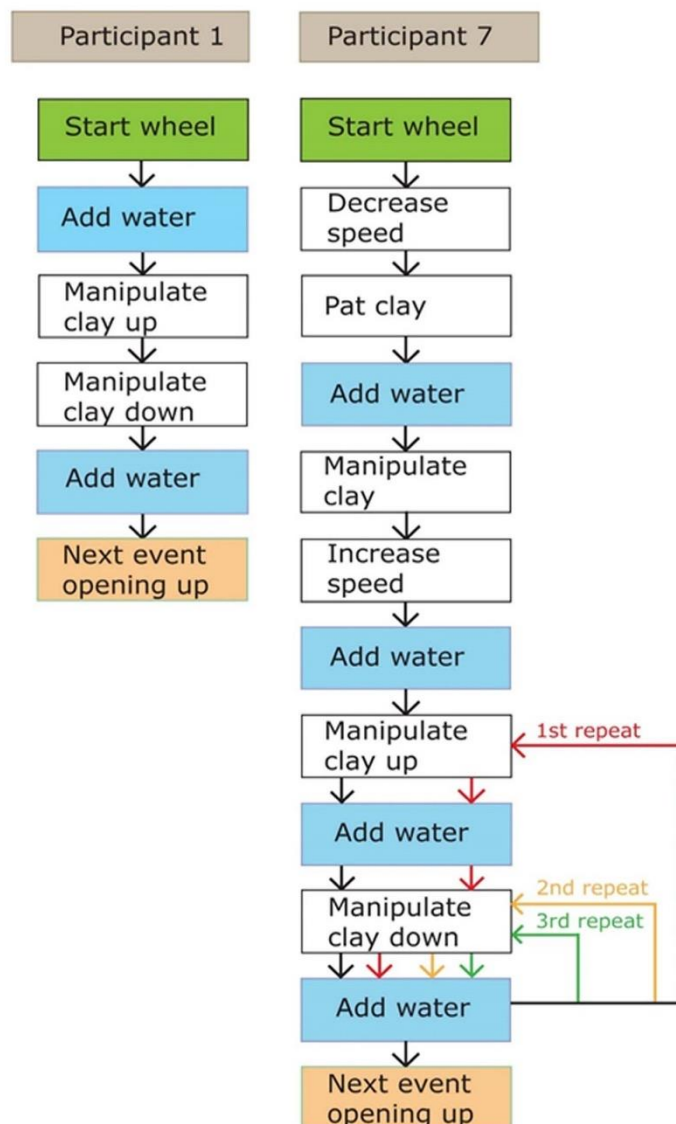 Participant 1
Start wheel
Add water
Manipulate
clay up
Manipulate
clay down
Add water
Next event
opening up
Participant 7
Start wheel
Decrease
speed
Pat clay
Add water
Manipulate
clay
Increase
speed
Add water
Manipulate
clay up
1st repeat
Add water
Manipulate
clay down
2nd repeat
3rd repeat
Add water
Next event
opening up